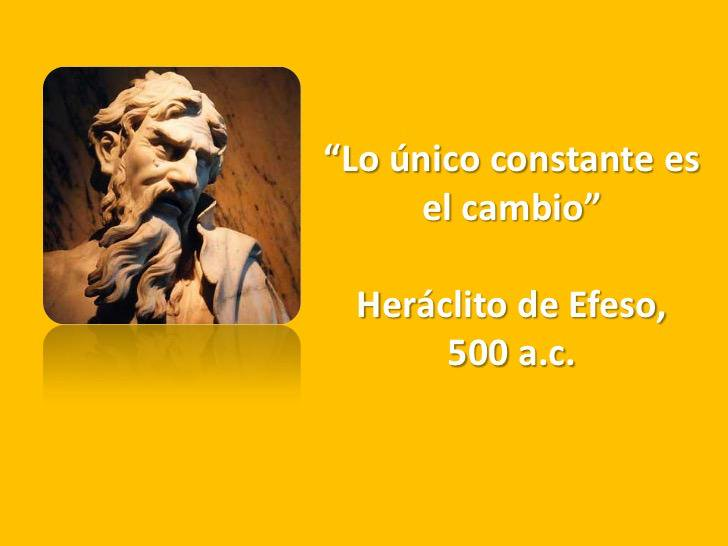 “Lo único constante es
el cambio”
Heráclito de Efeso,
500 a.c.